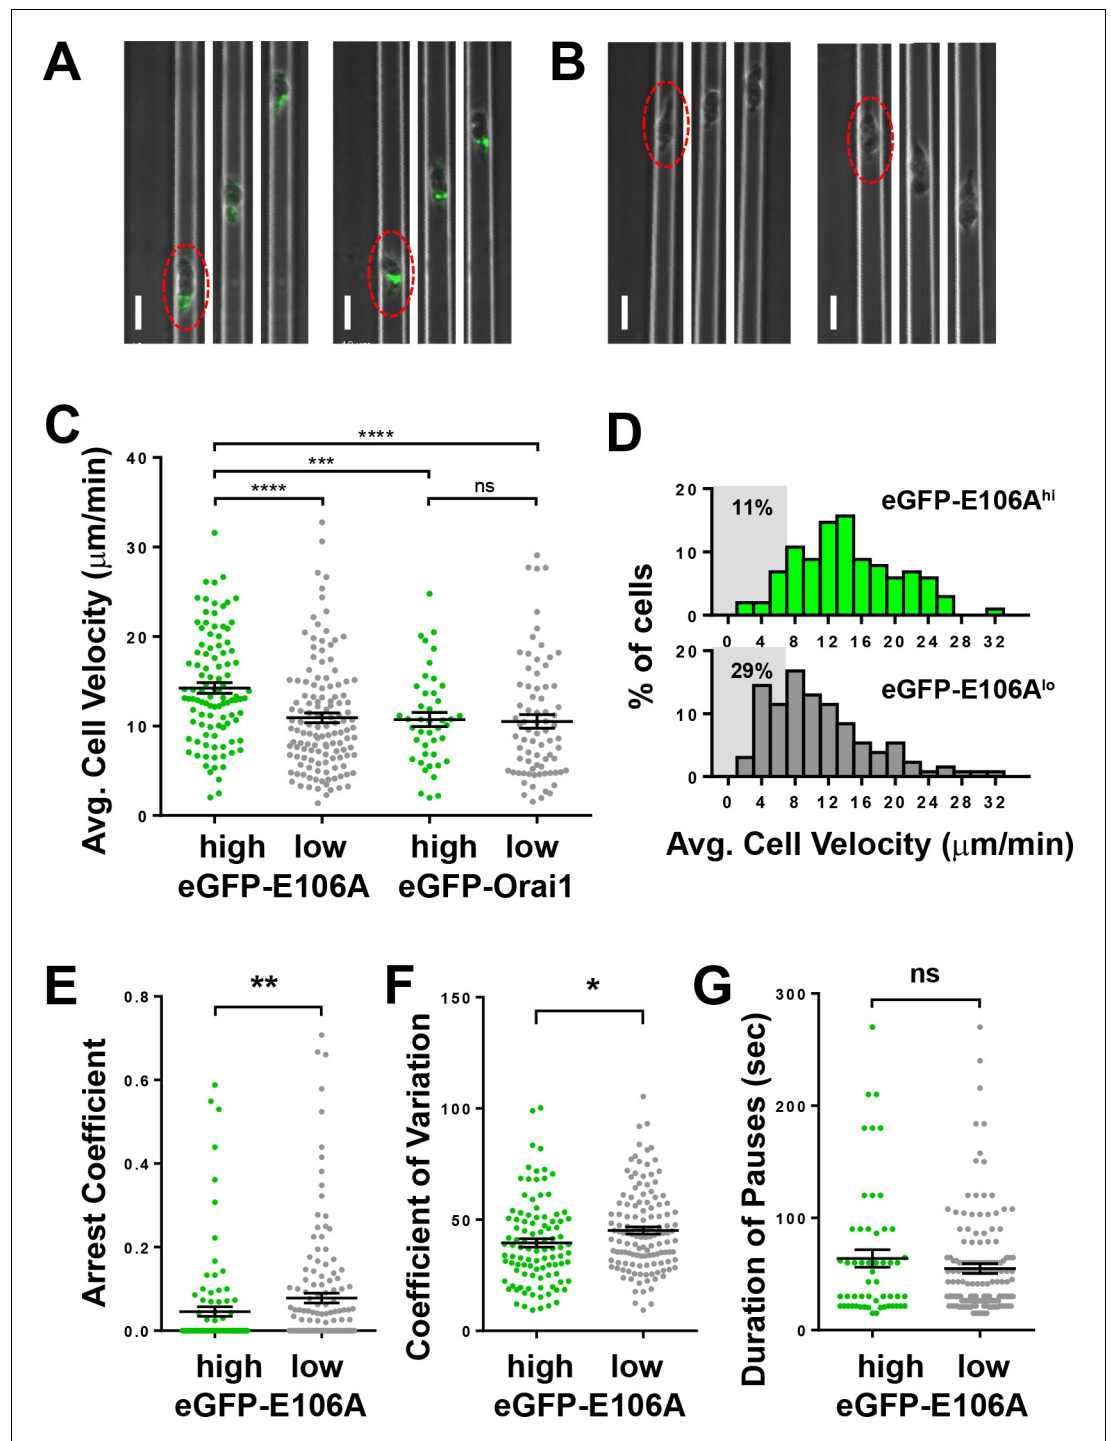 A
B
C
Avg. Cell Velocity (μm/min)
40
30
20
10
0
****
***
****
ns
high low high low
eGFP-E106A eGFP-Orai1
D
% of cells
20
10
0
11%
eGFP-E106Ahi
0 4 8 12 16 20 24 28 32
20
10
0
29%
eGFP-E106Alo
0 4 8 12 16 20 24 28 32
Avg. Cell Velocity (μm/min)
E
Arrest Coefficient
0.8
0.6
0.4
0.2
0.0
**
high low
eGFP-E106A
F
Coefficient of Variation
150
100
50
0
*
high low
eGFP-E106A
G
Duration of Pauses (sec)
300
200
100
0
ns
high low
eGFP-E106A